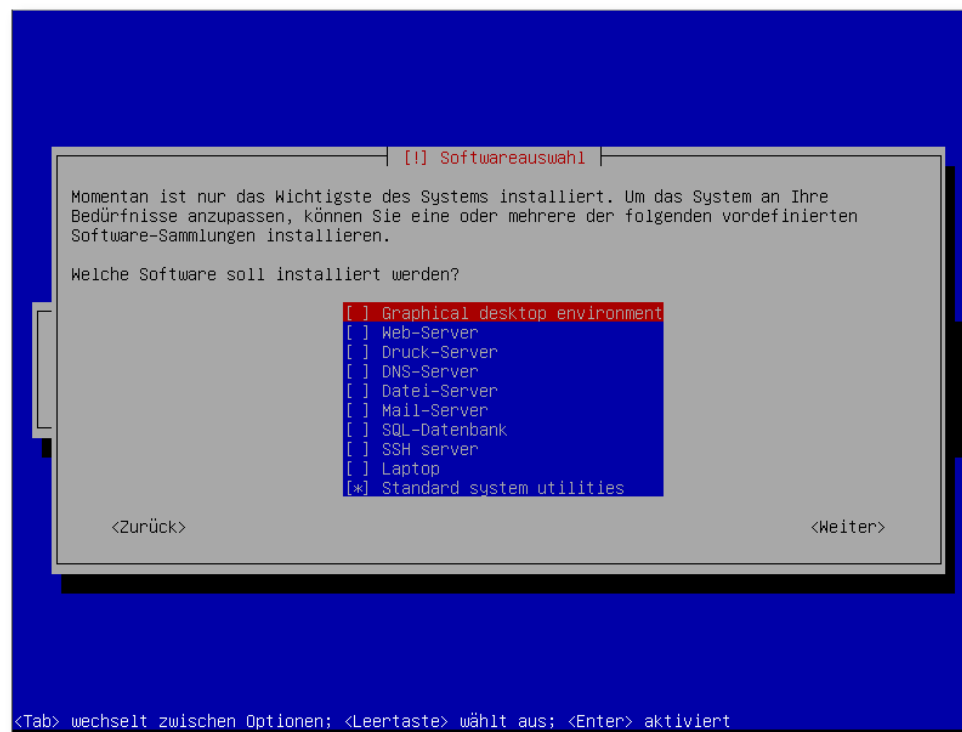 [!] Softwareauswahl
Momentan ist nur das Wichtigste des Systems installiert. Um das System an Ihre
Bedürfnisse anzupassen, können Sie eine oder mehrere der folgenden vordefinierten
Software-Sammlungen installieren.
Welche Software soll installiert werden?
[ ] Graphical desktop environment
[ ] Web-Server
[ ] Druck-Server
[ ] DNS-Server
[ ] Datei-Server
[ ] Mail-Server
[ ] SQL-Datenbank
[ ] SSH server
[ ] Laptop
[*] Standard system utilities
<Zurück> <Weiter>
<Tab> wechselt zwischen Optionen; <Leertaste> wählt aus; <Enter> aktiviert